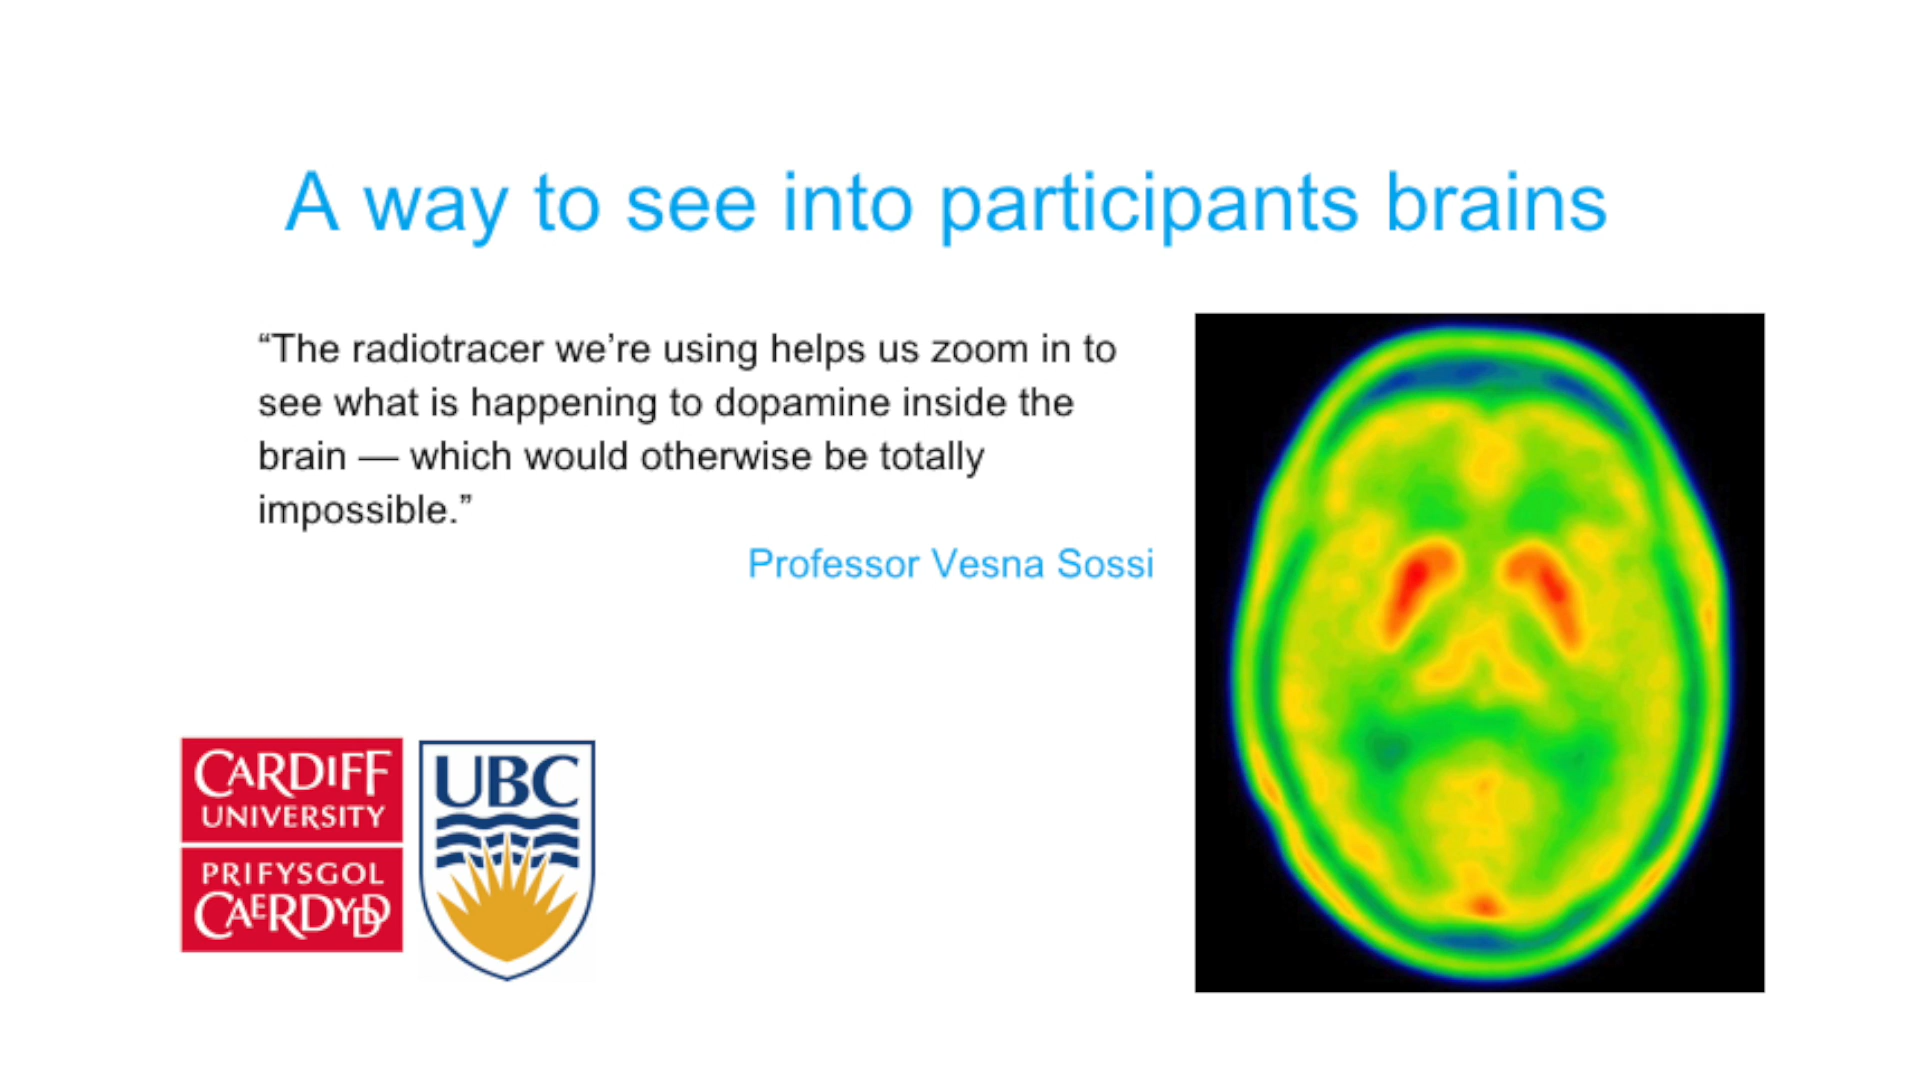 A way to see into participants brains
“The radiotracer we’re using helps us zoom in to
see what is happening to dopamine inside the
brain — which would otherwise be totally
impossible.”
Professor Vesna Sossi
CARDIFF
UNIVERSITY
PRIFYSGOL
CAERDYDD
UBC